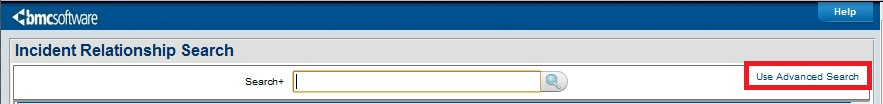 bmcsoftware
Help
Incident Relationship Search
Search+
Use Advanced Search